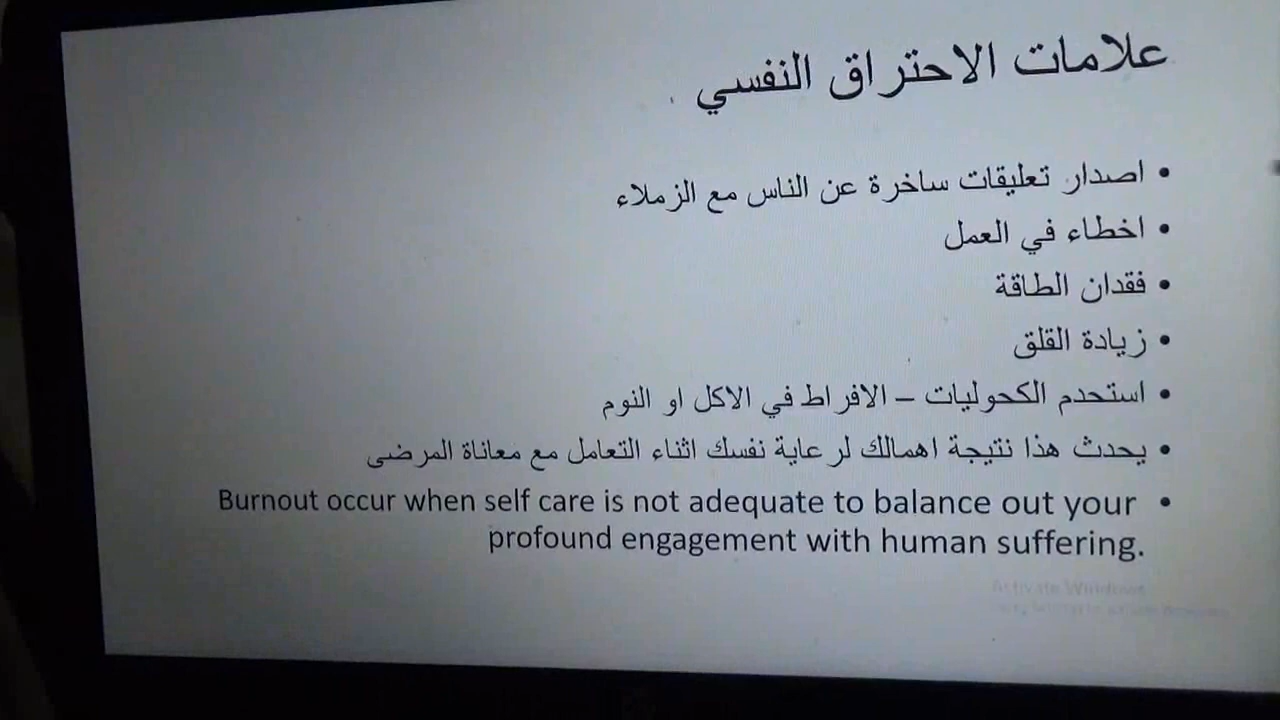 علامات الاحتراق النفسي
• اصدار تعليقات ساخرة عن الناس مع الزملاء
• اخطاء في العمل
• فقدان الطاقة
• زيادة القلق
• استحدم الكحوليات – الافراط في الاكل او النوم
• يحدث هذا نتيجة اهمالك لرعاية نفسك اثناء التعامل مع معاناة المرضى
• Burnout occur when self care is not adequate to balance out your
profound engagement with human suffering.
Activate Windows